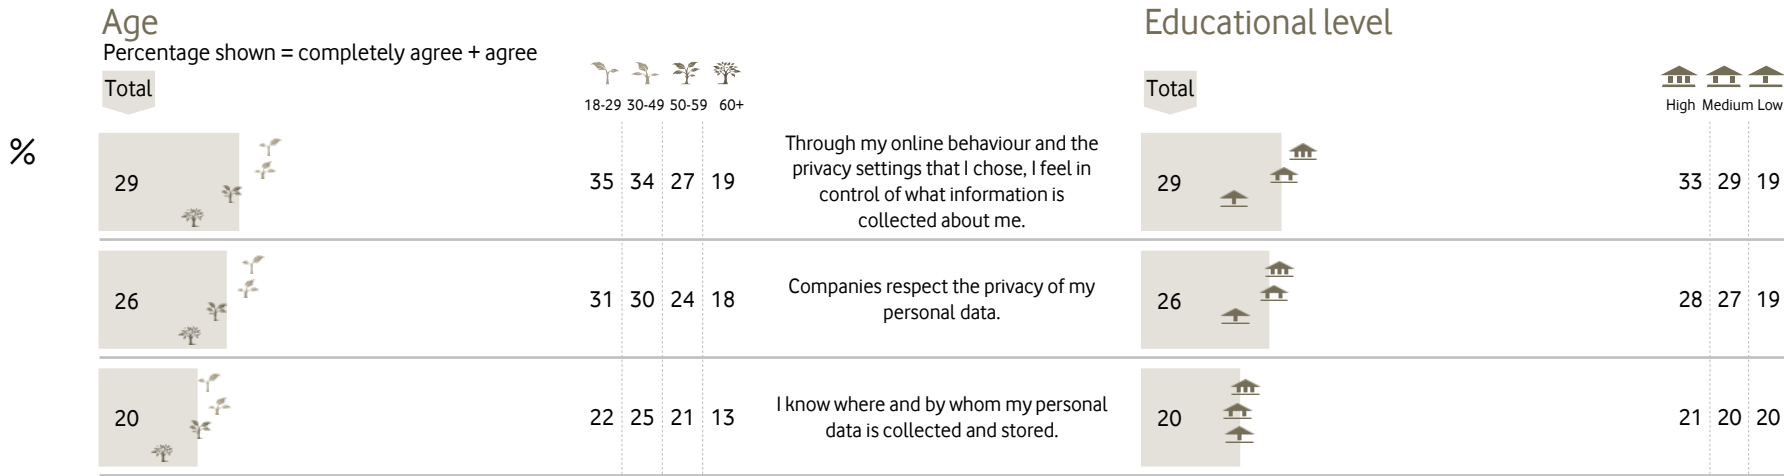 Age
Educational level
Percentage shown = completely agree + agree
Total
18-29 30-49 50-59 60+
Total
High Medium Low
%
29
35 34 27 19
Through my online behaviour and the
privacy settings that I chose, I feel in
control of what information is
collected about me.
29
33 29 19
26
31 30 24 18
Companies respect the privacy of my
personal data.
26
28 27 19
20
22 25 21 13
I know where and by whom my personal
data is collected and stored.
20
21 20 20